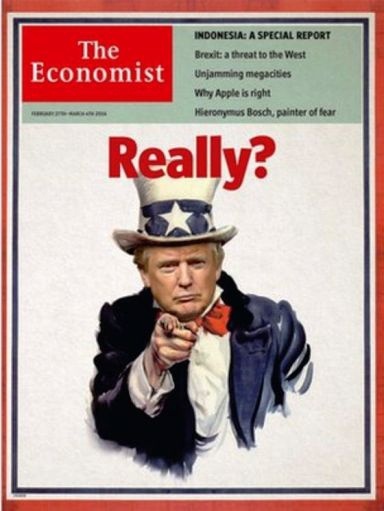 The
Economist
FEBRUARY 27TH–MARCH 4TH 2016
INDONESIA: A SPECIAL REPORT
Brexit: a threat to the West
Unjamming megacities
Why Apple is right
Hieronymus Bosch, painter of fear
Really?